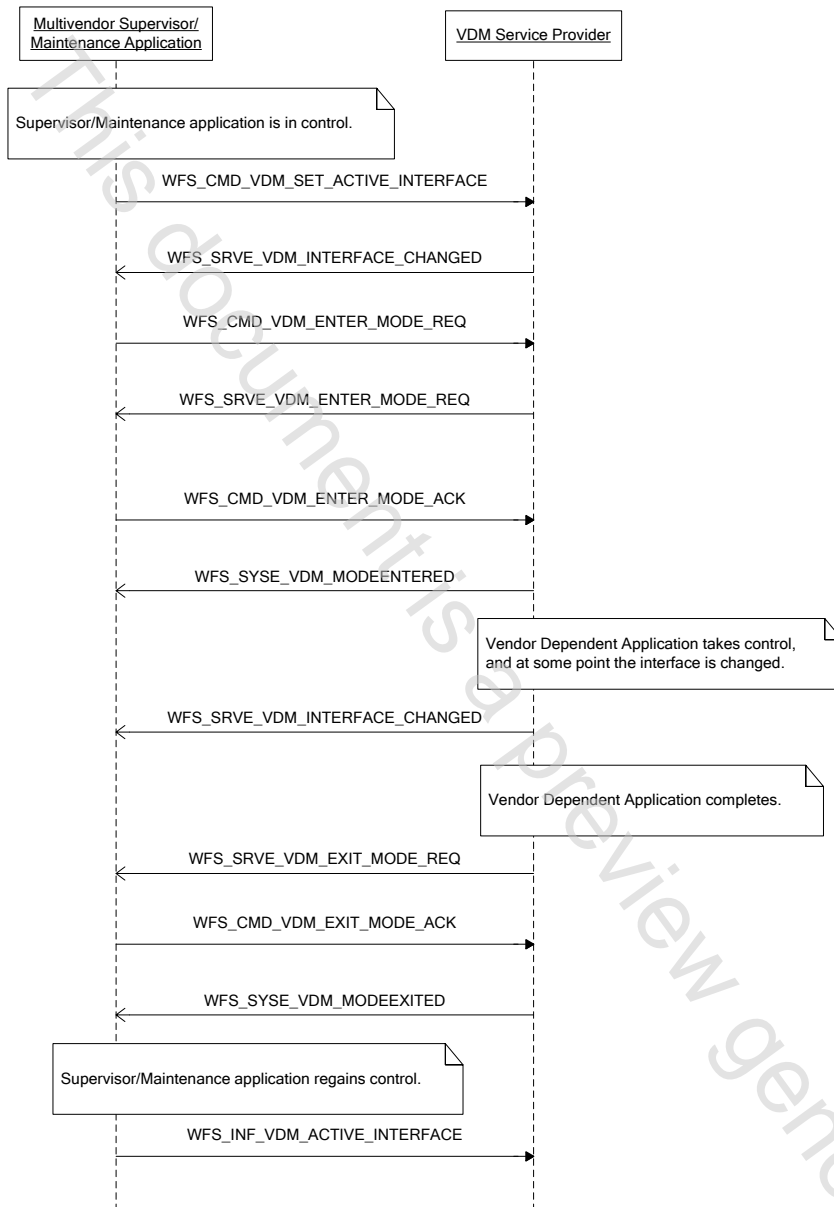 Multivendor Supervisor/
Maintenance Application
VDM Service Provider
Supervisor/Maintenance application is in control.
WFS_CMD_VDM_SET_ACTIVE_INTERFACE
WFS_SRVE_VDM_INTERFACE_CHANGED
WFS_CMD_VDM_ENTER_MODE_REQ
WFS_SRVE_VDM_ENTER_MODE_REQ
WFS_CMD_VDM_ENTER_MODE_ACK
WFS_SYSE_VDM_MODEENTERED
Vendor Dependent Application takes control,
and at some point the interface is changed.
WFS_SRVE_VDM_INTERFACE_CHANGED
Vendor Dependent Application completes.
WFS_SRVE_VDM_EXIT_MODE_REQ
WFS_CMD_VDM_EXIT_MODE_ACK
WFS_SYSE_VDM_MODEEXITED
Supervisor/Maintenance application regains control.
WFS_INF_VDM_ACTIVE_INTERFACE
This document is a preview